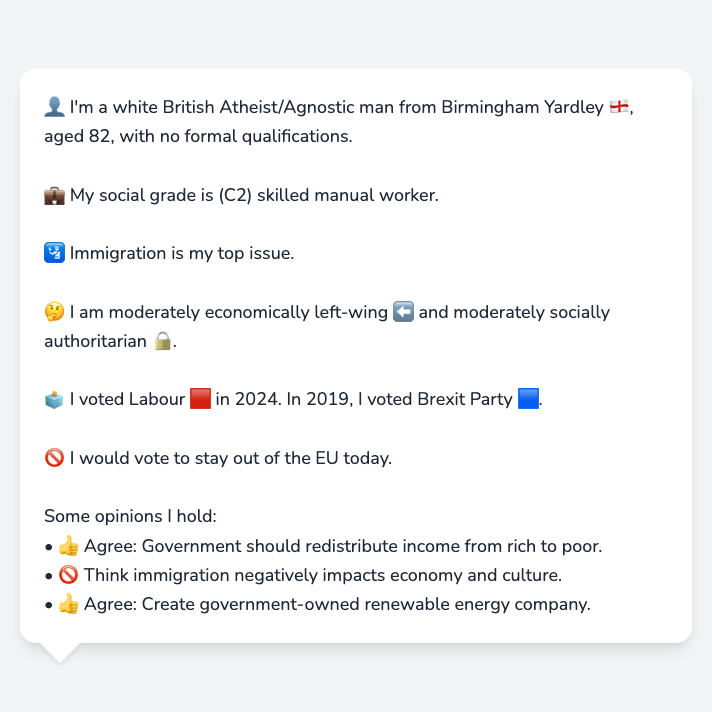 👤 I'm a white British Atheist/Agnostic man from Birmingham Yardley 🏴󠁧󠁢󠁥󠁮󠁧󠁿,
aged 82, with no formal qualifications.
💼 My social grade is (C2) skilled manual worker.
🛂 Immigration is my top issue.
🤔 I am moderately economically left-wing ⬅️ and moderately socially
authoritarian 🔒.
🗳️ I voted Labour 🟥 in 2024. In 2019, I voted Brexit Party 🟦.
🚫 I would vote to stay out of the EU today.
Some opinions I hold:
• 👍 Agree: Government should redistribute income from rich to poor.
• 🚫 Think immigration negatively impacts economy and culture.
• 👍 Agree: Create government-owned renewable energy company.